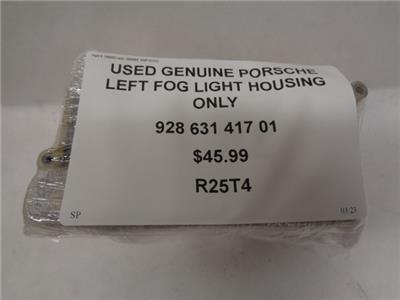 USED GENUINE PORSCHE
LEFT FOG LIGHT HOUSING
ONLY
928 631 417 01
$45.99
R25T4
SP
03/23